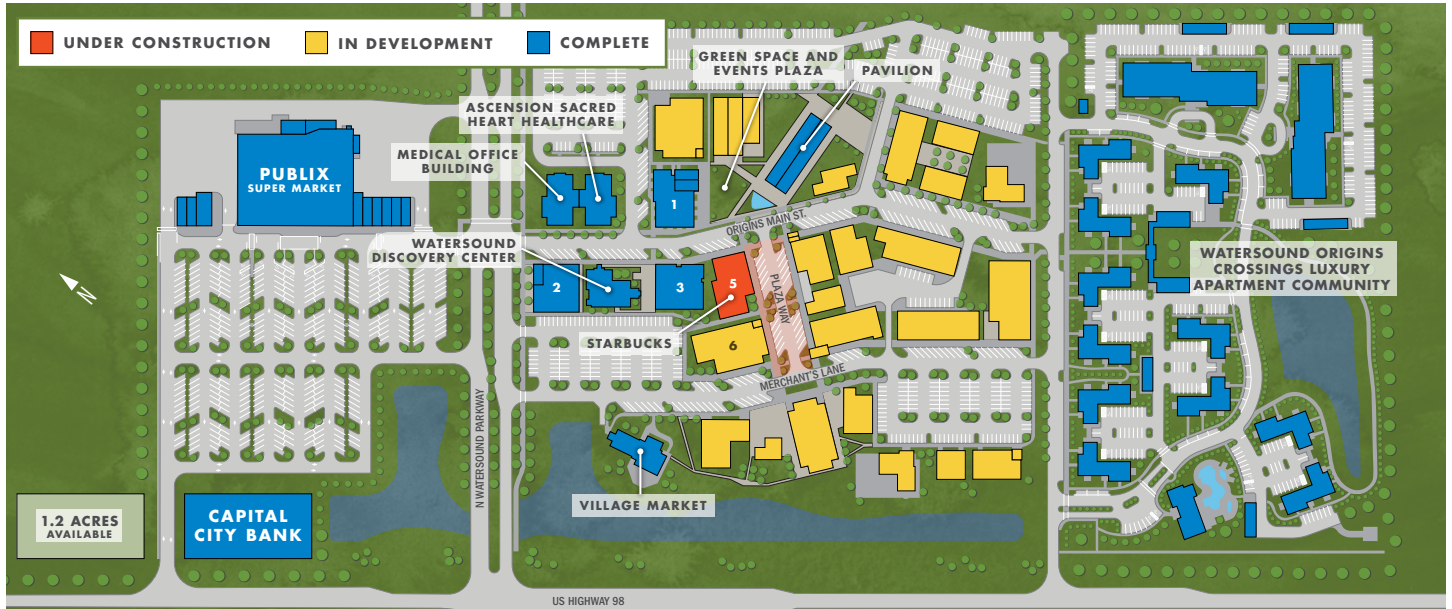 UNDER CONSTRUCTION
IN DEVELOPMENT
COMPLETE
GREEN SPACE AND
EVENTS PLAZA
PAVILION
ASCENSION SACRED
HEART HEALTHCARE
MEDICAL OFFICE
BUILDING
PUBLIX
SUPER MARKET
1
ORIGINS MAIN ST.
WATERSOUND
DISCOVERY CENTER
WATERSOUND ORIGINS
CROSSINGS LUXURY
APARTMENT COMMUNITY
N
2
3
5
PLAZA WAY
STARBUCKS
6
MERCHANT'S LANE
N WATERSOUND PARKWAY
VILLAGE MARKET
1.2 ACRES
AVAILABLE
CAPITAL
CITY BANK
US HIGHWAY 98